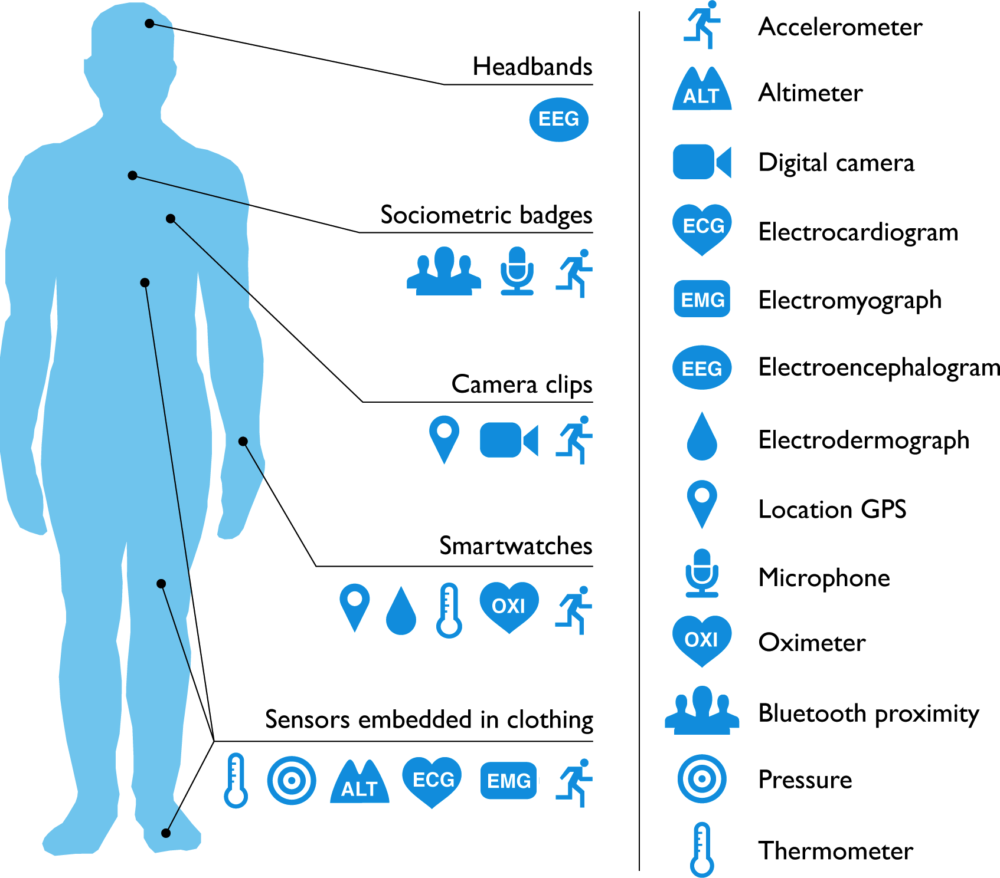 Headbands
EEG
Sociometric badges
Camera clips
Smartwatches
OXI
Sensors embedded in clothing
ALT
ECG
EMG
Accelerometer
ALT
Altimeter
Digital camera
ECG
Electrocardiogram
EMG
Electromyograph
EEG
Electroencephalogram
Electrodermograph
Location GPS
Microphone
OXI
Oximeter
Bluetooth proximity
Pressure
Thermometer